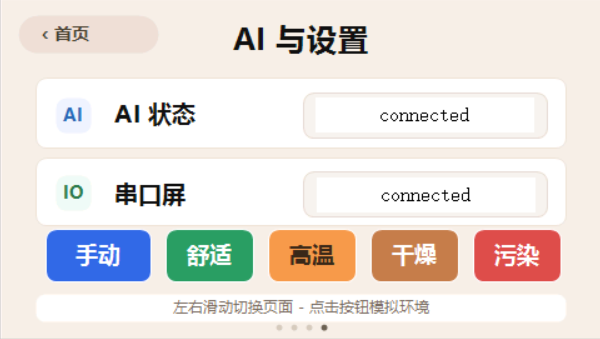 ‹ 首页
AI 与设置
AI AI 状态 connected
IO 串口屏 connected
手动 舒适 高温 干燥 污染
左右滑动切换页面 - 点击按钮模拟环境